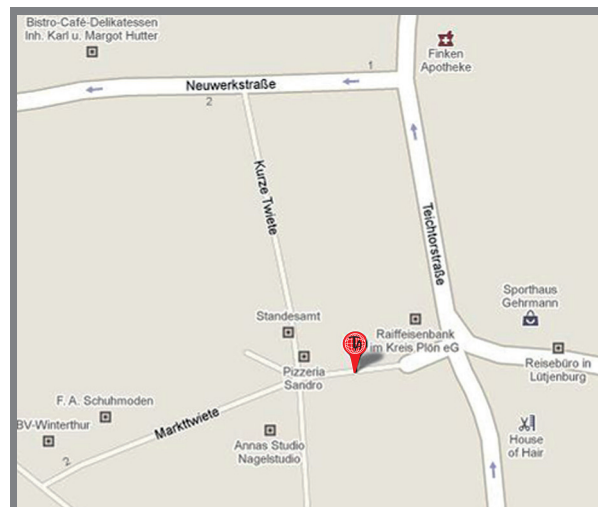 Bistro-Café-Delikatessen
Inh. Karl u. Margot Hutter
Finken
Apotheke
1
Neuwerkstraße
2
Kurze Twiete
Teichtorstraße
Sporthaus
Gehrmann
Standesamt
Raiffeisenbank
im Kreis Plön eG
Reisebüro in
Lütjenburg
Pizzeria
Sandro
F. A. Schuhmoden
BV-Winterthur
Markttwiete
2
Annas Studio
Nagelstudio
House
of Hair